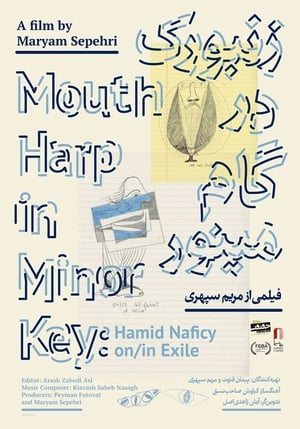 A film by
Maryam Sepehri
Mouth
Harp
in
Minor
Key:
Hamid Naficy
on/in Exile
زنبورک
در
گام
مینور
فیلمی از مریم سپهری
Editor: Arash Zahedi Asl
Music Composer: Kiavash Saheb Nasagh
Producers: Peyman Fotovat
and Maryam Sepehri
تهیه‌کنندگان: پیمان فتوت و مریم سپهری
آهنگساز: کیاوش صاحب‌نسق
تدوین‌گر: آرش زاهدی اصل